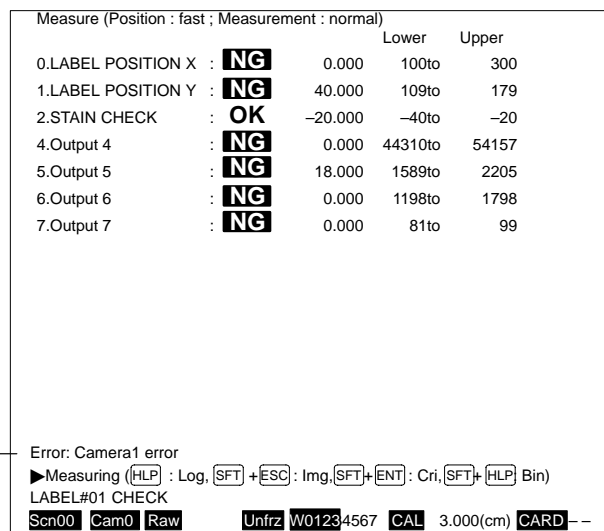 Measure (Position : fast ; Measurement : normal)
Lower Upper
0.LABEL POSITION X : NG 0.000 100to 300
1.LABEL POSITION Y : NG 40.000 109to 179
2.STAIN CHECK : OK –20.000 –40to –20
4.Output 4 : NG 0.000 44310to 54157
5.Output 5 : NG 18.000 1589to 2205
6.Output 6 : NG 0.000 1198to 1798
7.Output 7 : NG 0.000 81to 99
Error: Camera1 error
▶Measuring (HLP : Log, SFT +ESC : Img,SFT+ENT : Cri,SFT+ HLP: Bin)
LABEL#01 CHECK
Scn00 Cam0 Raw Unfrz W01234567 CAL 3.000(cm) CARD – –